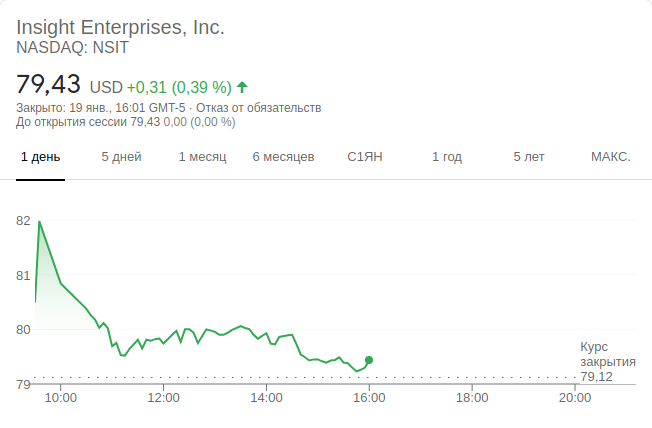 Insight Enterprises, Inc.
NASDAQ: NSIT
79,43 USD +0,31 (0,39 %)
Закрыто: 19 янв., 16:01 GMT-5 · Отказ от обязательств
До открытия сессии 79,43 0,00 (0,00 %)
1 день 5 дней 1 месяц 6 месяцев С1ЯН 1 год 5 лет МАКС.
82
81
80
Курс
закрытия
79,12
79
10:00 12:00 14:00 16:00 18:00 20:00